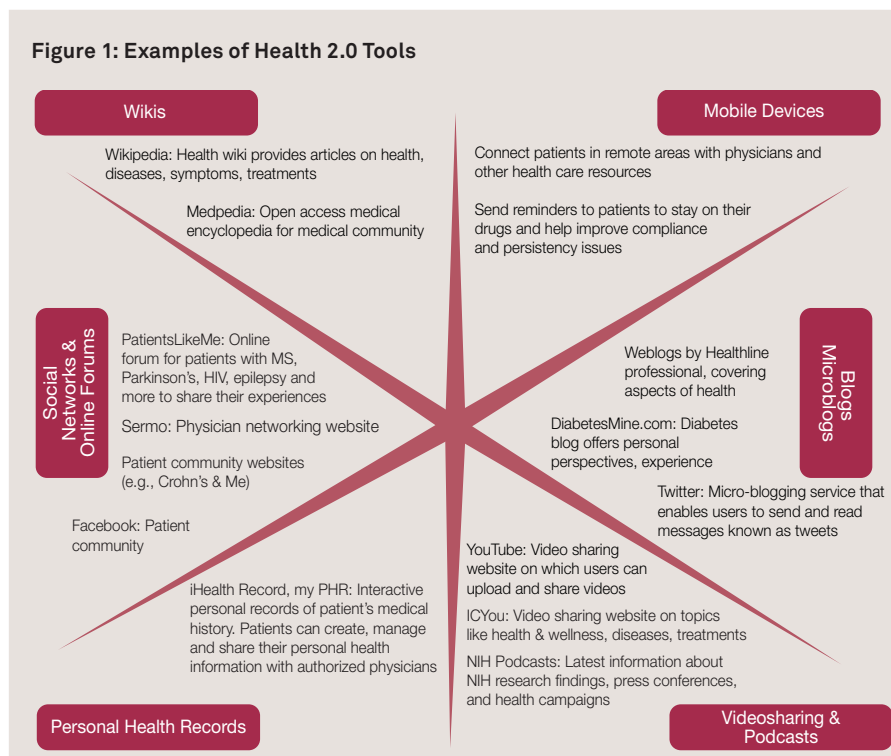 Figure 1: Examples of Health 2.0 Tools
Wikis
Wikipedia: Health wiki provides articles on health,
diseases, symptoms, treatments
Medpedia: Open access medical
encyclopedia for medical community
Mobile Devices
Connect patients in remote areas with physicians and
other health care resources
Send reminders to patients to stay on their
drugs and help improve compliance
and persistency issues
Social
Networks &
Online Forums
PatientsLikeMe: Online
forum for patients with MS,
Parkinson's, HIV, epilepsy and
more to share their experiences
Sermo: Physician networking website
Patient community websites
(e.g., Crohn's & Me)
Facebook: Patient
community
Blogs
Microblogs
Weblogs by Healthline
professional, covering
aspects of health
DiabetesMine.com: Diabetes
blog offers personal
perspectives, experience
Twitter: Micro-blogging service that
enables users to send and read
messages known as tweets
iHealth Record, my PHR: Interactive
personal records of patient's medical
history. Patients can create, manage
and share their personal health
information with authorized physicians
Personal Health Records
YouTube: Video sharing
website on which users can
upload and share videos
ICYou: Video sharing website on topics
like health & wellness, diseases, treatments
NIH Podcasts: Latest information about
NIH research findings, press conferences,
and health campaigns
Videosharing &
Podcasts